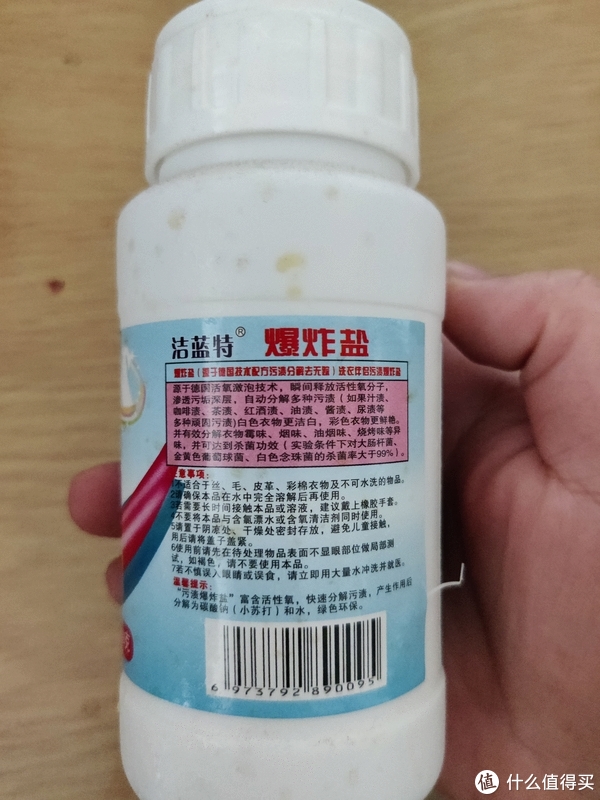 洁蓝特® 爆炸盐
爆炸盐(源于德国技术配方污渍分解去无踪)洗衣伴侣污渍爆炸盐
源于德国活氧激泡技术，瞬间释放活性氧分子，
渗透污垢深层，自动分解多种污渍（如果汁渍、
咖啡渍、茶渍、红酒渍、油渍、酱渍、尿渍等
多种顽固污渍)白色衣物更洁白，彩色衣物更鲜艳。
并有效分解衣物霉味、烟味、油烟味、烧烤味等异
味，并可达到杀菌功效（实验条件下对大肠杆菌、
金黄色葡萄球菌、白色念珠菌的杀菌率大于99%）。
注意事项：
1不适合于丝、毛、皮革、彩棉衣物及不可水洗的物品。
2请确保本品在水中完全溶解后再使用。
3若需要长时间接触本品或溶液，建议戴上橡胶手套。
4不要将本品与含氯漂水或含氧清洁剂同时使用。
5请置于阴凉处、干燥处密封存放，避免儿童接触，
用后请将盖子盖紧。
6使用前请先在待处理物品表面不显眼部位做局部测
试，如褪色，请不要使用本品。
7若不慎误入眼睛或误食，请立即用大量水冲洗并就医。
温馨提示：
“污渍爆炸盐”富含活性氧，快速分解污渍，产生作用后
分解为碳酸钠（小苏打）和水，绿色环保。
6 973792 890095
值 什么值得买